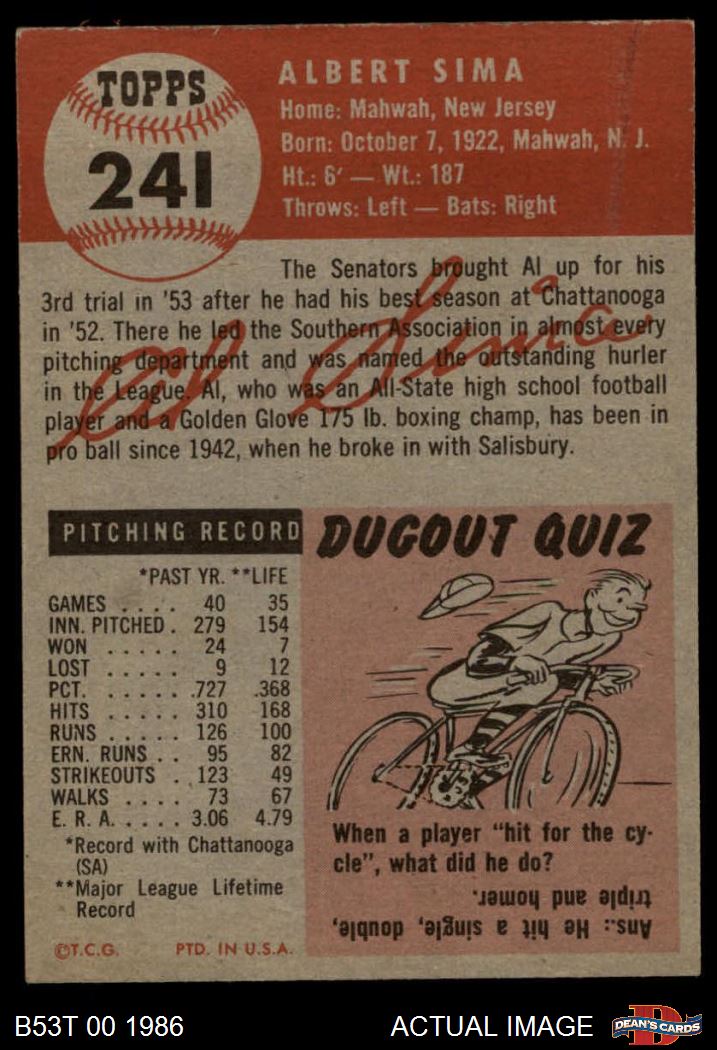 TOPPS
241
ALBERT SIMA
Home: Mahwah, New Jersey
Born: October 7, 1922, Mahwah, N. J.
Ht.: 6' — Wt.: 187
Throws: Left — Bats: Right
The Senators brought Al up for his
3rd trial in '53 after he had his best season at Chattanooga
in '52. There he led the Southern Association in almost every
pitching department and was named the outstanding hurler
in the League. Al, who was an All-State high school football
player and a Golden Glove 175 lb. boxing champ, has been in
pro ball since 1942, when he broke in with Salisbury.
Al Sima
PITCHING RECORD
*PAST YR. **LIFE
GAMES . . . . 40 35
INN. PITCHED . 279 154
WON . . . . . 24 7
LOST . . . . . 9 12
PCT. . . . . . .727 .368
HITS . . . . . 310 168
RUNS . . . . . 126 100
ERN. RUNS . . 95 82
STRIKEOUTS . 123 49
WALKS . . . . 73 67
E. R. A. . . . . . 3.06 4.79
*Record with Chattanooga
(SA)
**Major League Lifetime
Record
©T.C.G. PTD. IN U.S.A.
DUGOUT QUIZ
When a player "hit for the cy-
cle", what did he do?
Ans.: He hit a single, double,
triple and homer.
B53T 00 1986
ACTUAL IMAGE
D
DEAN'S CARDS